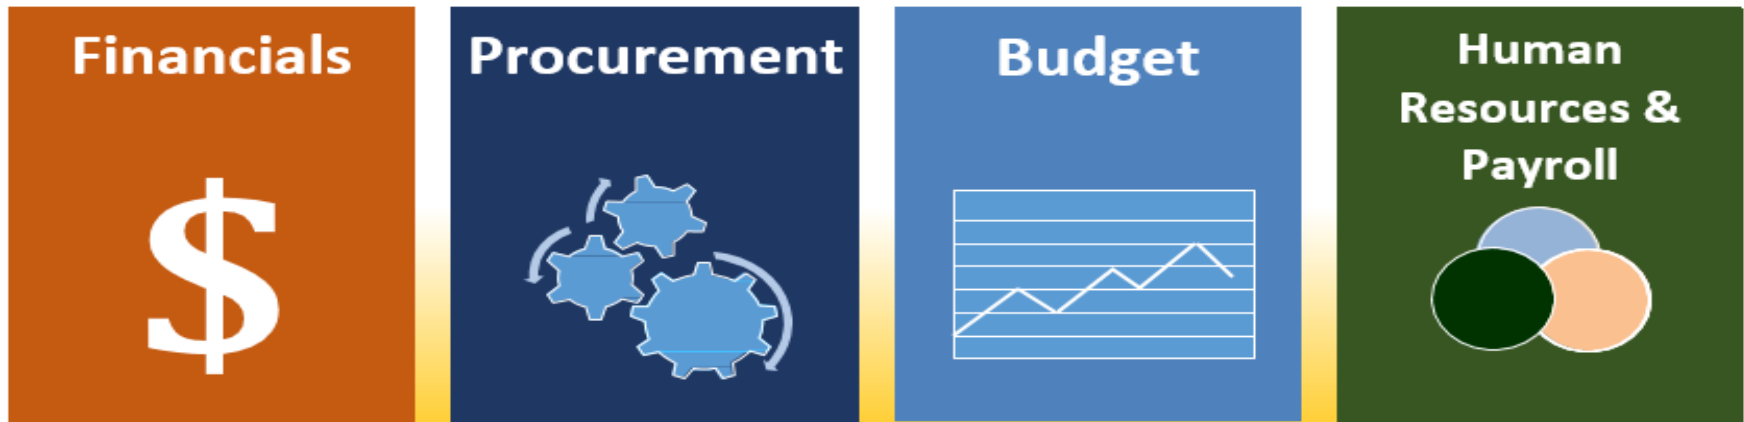 Financials
Procurement
Budget
Human
Resources &
Payroll
$